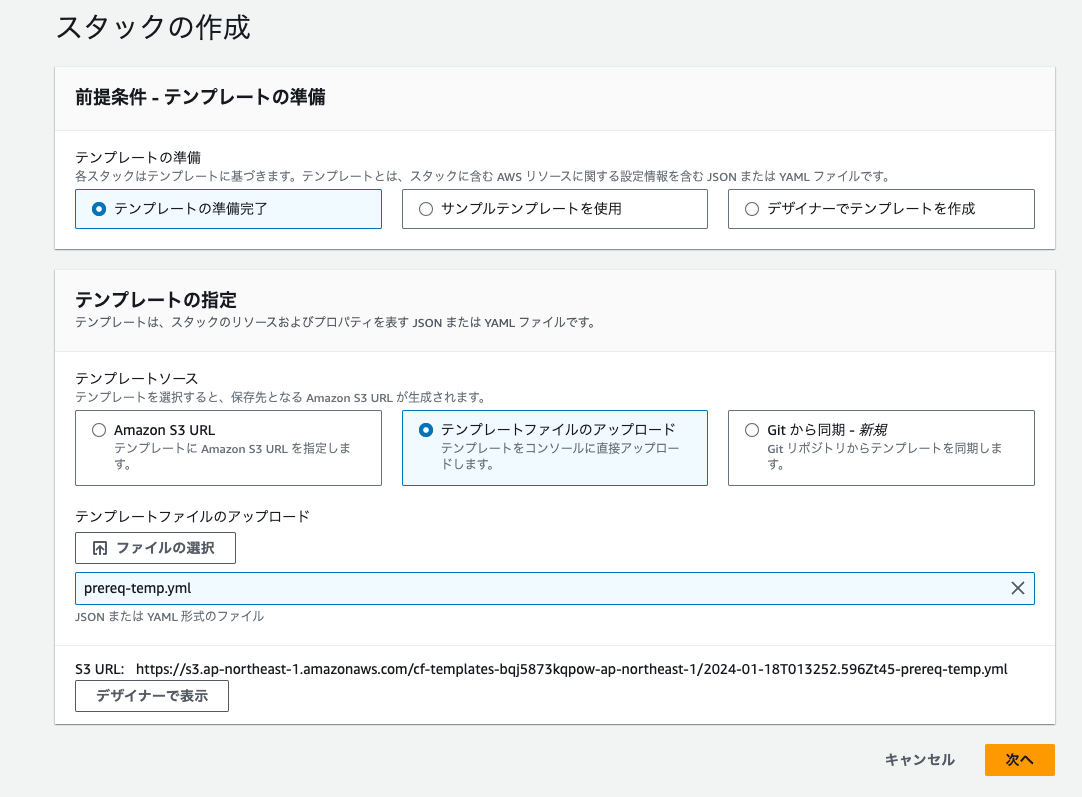 スタックの作成
前提条件 - テンプレートの準備
テンプレートの準備
各スタックはテンプレートに基づきます。テンプレートとは、スタックに含む AWS リソースに関する設定情報を含む JSON または YAML ファイルです。
テンプレートの準備完了
サンプルテンプレートを使用
デザイナーでテンプレートを作成
テンプレートの指定
テンプレートは、スタックのリソースおよびプロパティを表す JSON または YAML ファイルです。
テンプレートソース
テンプレートを選択すると、保存先となる Amazon S3 URL が生成されます。
Amazon S3 URL
テンプレートに Amazon S3 URL を指定しま
す。
テンプレートファイルのアップロード
テンプレートをコンソールに直接アップロー
ドします。
Git から同期 - 新規
Git リポジトリからテンプレートを同期しま
す。
テンプレートファイルのアップロード
ファイルの選択
prereq-temp.yml
JSON または YAML 形式のファイル
S3 URL: https://s3.ap-northeast-1.amazonaws.com/cf-templates-bqj5873kqpow-ap-northeast-1/2024-01-18T013252.596Zt45-prereq-temp.yml
デザイナーで表示
キャンセル
次へ